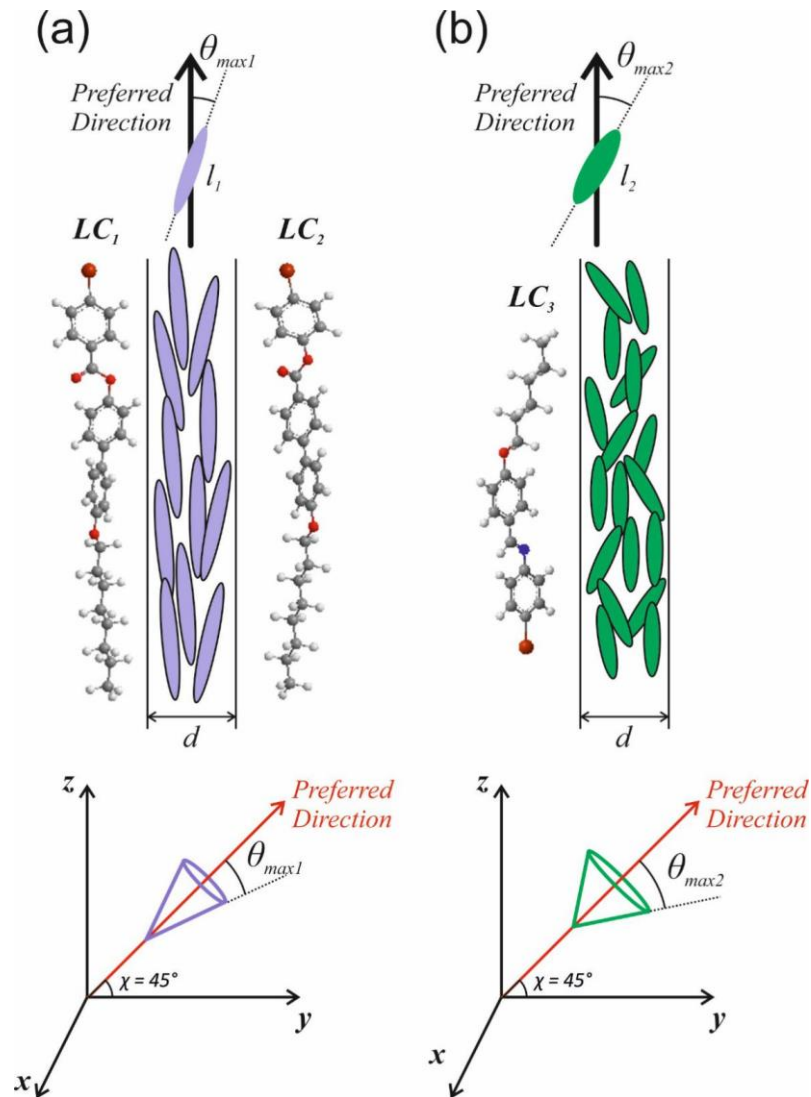 (a)
θmax1
Preferred
Direction
l1
LC1
LC2
d
z
Preferred
Direction
θmax1
χ = 45°
y
x
(b)
θmax2
Preferred
Direction
l2
LC3
d
z
Preferred
Direction
θmax2
χ = 45°
y
x